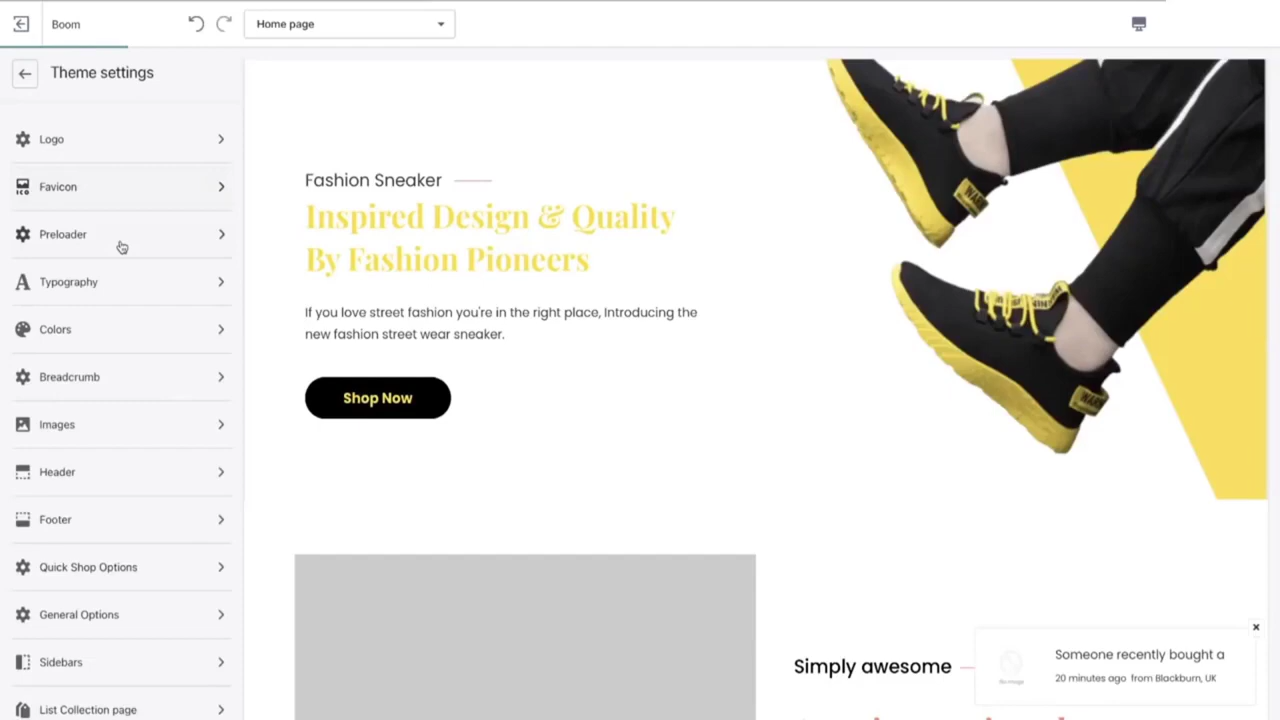 Boom
Home page
Theme settings
Logo
Favicon
Preloader
Typography
Colors
Breadcrumb
Images
Header
Footer
Quick Shop Options
General Options
Sidebars
List Collection page
Fashion Sneaker
Inspired Design & Quality
By Fashion Pioneers
If you love street fashion you're in the right place, Introducing the
new fashion street wear sneaker.
Shop Now
Simply awesome
Someone recently bought a
20 minutes ago from Blackburn, UK
No image